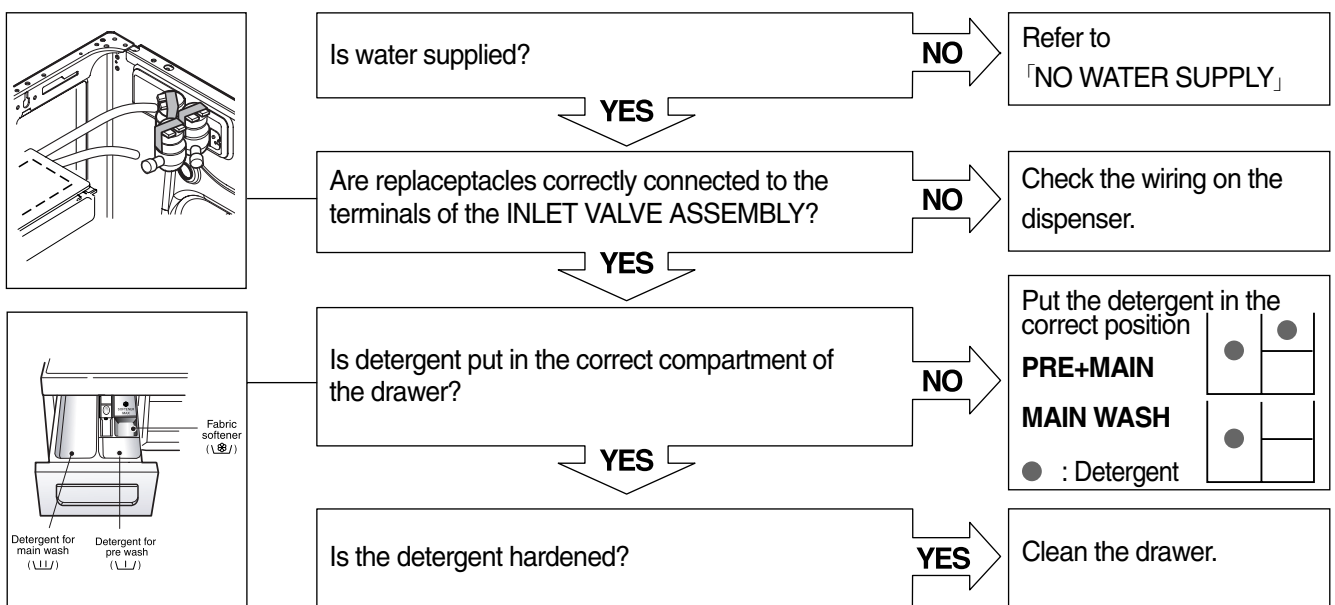 Is water supplied?
NO
Refer to
「NO WATER SUPPLY」
YES
Are replaceptacles correctly connected to the
terminals of the INLET VALVE ASSEMBLY?
NO
Check the wiring on the
dispenser.
YES
Is detergent put in the correct compartment of
the drawer?
NO
Put the detergent in the
correct position
PRE+MAIN
MAIN WASH
: Detergent
Fabric
softener
Detergent for
main wash
Detergent for
pre wash
YES
Is the detergent hardened?
YES
Clean the drawer.